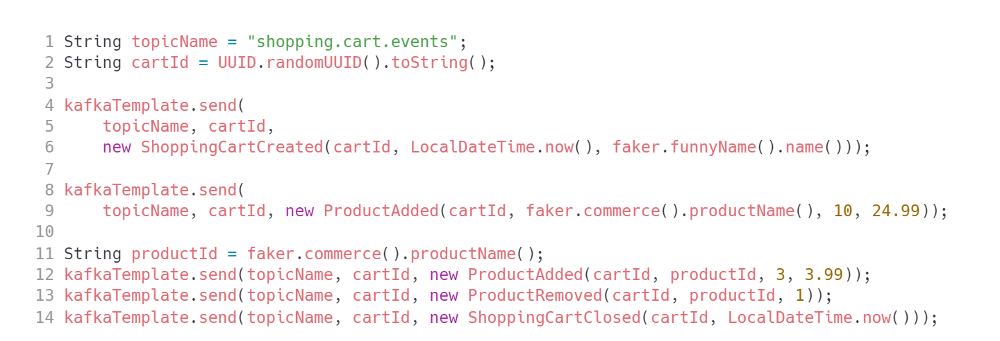 1 String topicName = "shopping.cart.events";
2 String cartId = UUID.randomUUID().toString();
3
4 kafkaTemplate.send(
5     topicName, cartId,
6     new ShoppingCartCreated(cartId, LocalDateTime.now(), faker.funnyName().name()));
7
8 kafkaTemplate.send(
9     topicName, cartId, new ProductAdded(cartId, faker.commerce().productName(), 10, 24.99));
10
11 String productId = faker.commerce().productName();
12 kafkaTemplate.send(topicName, cartId, new ProductAdded(cartId, productId, 3, 3.99));
13 kafkaTemplate.send(topicName, cartId, new ProductRemoved(cartId, productId, 1));
14 kafkaTemplate.send(topicName, cartId, new ShoppingCartClosed(cartId, LocalDateTime.now()));